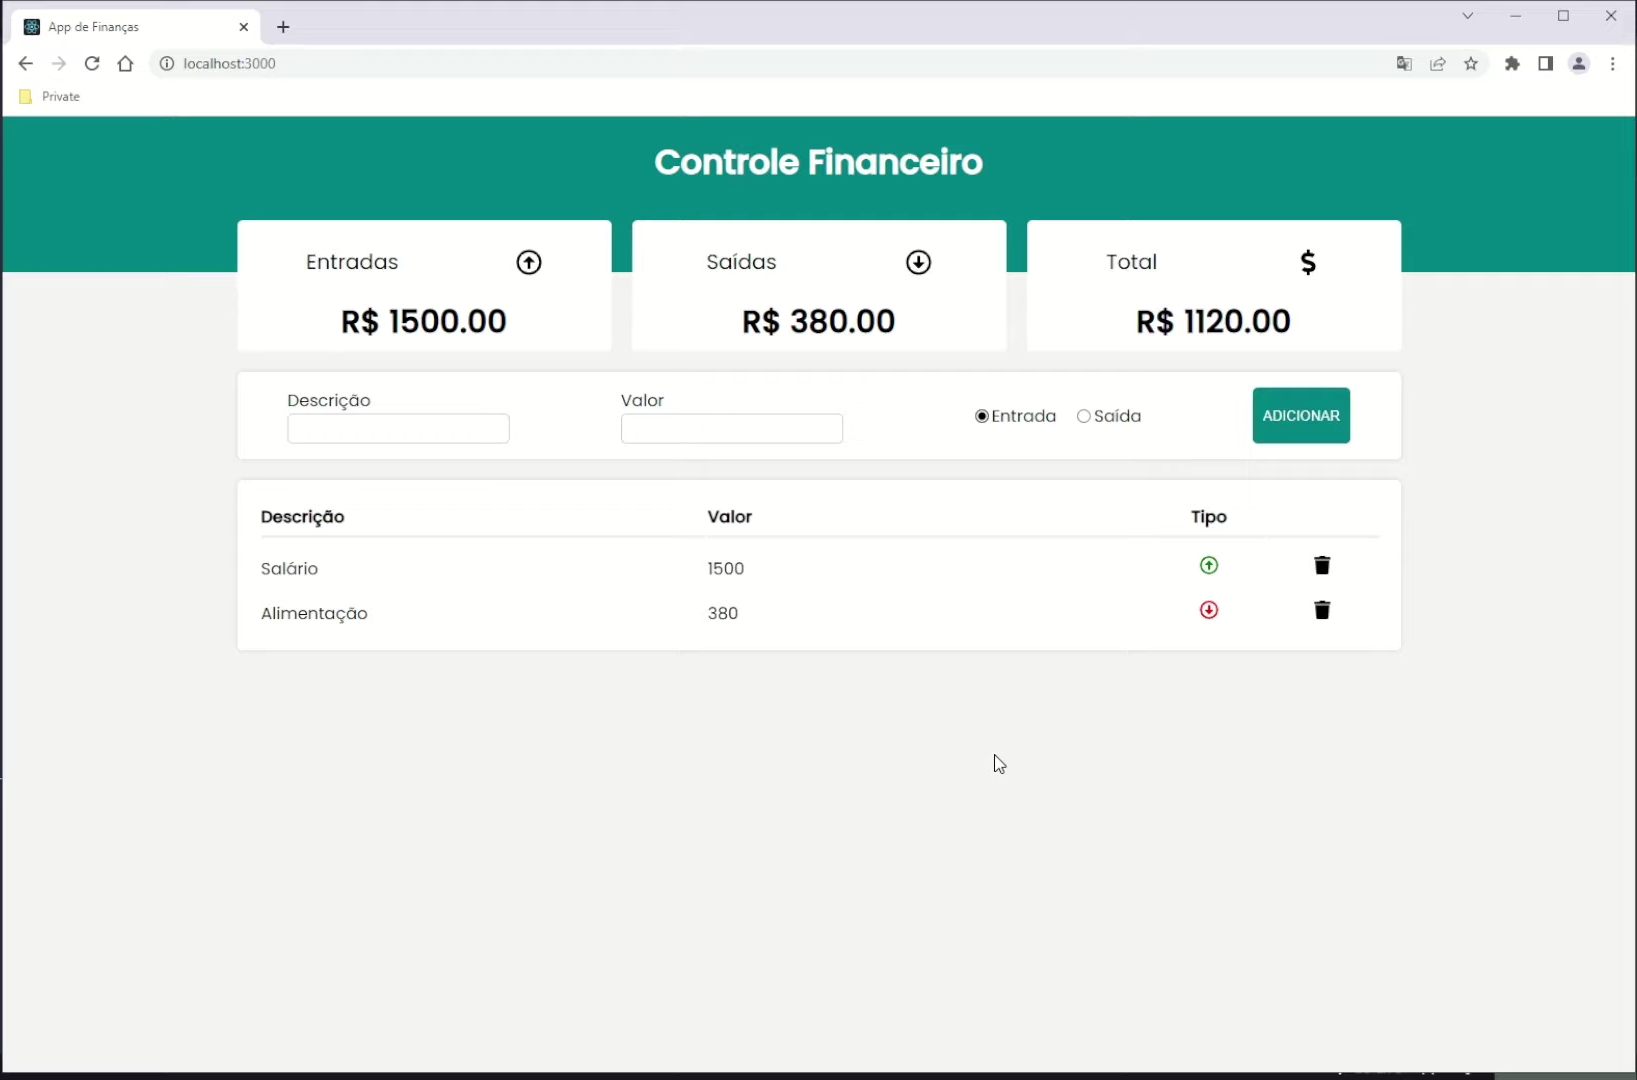 App de Finanças
localhost:3000
Private
Controle Financeiro
Entradas
R$ 1500.00
Saídas
R$ 380.00
Total
$
R$ 1120.00
Descrição
Valor
Entrada
Saída
ADICIONAR
Descrição Valor Tipo
Salário 1500
Alimentação 380